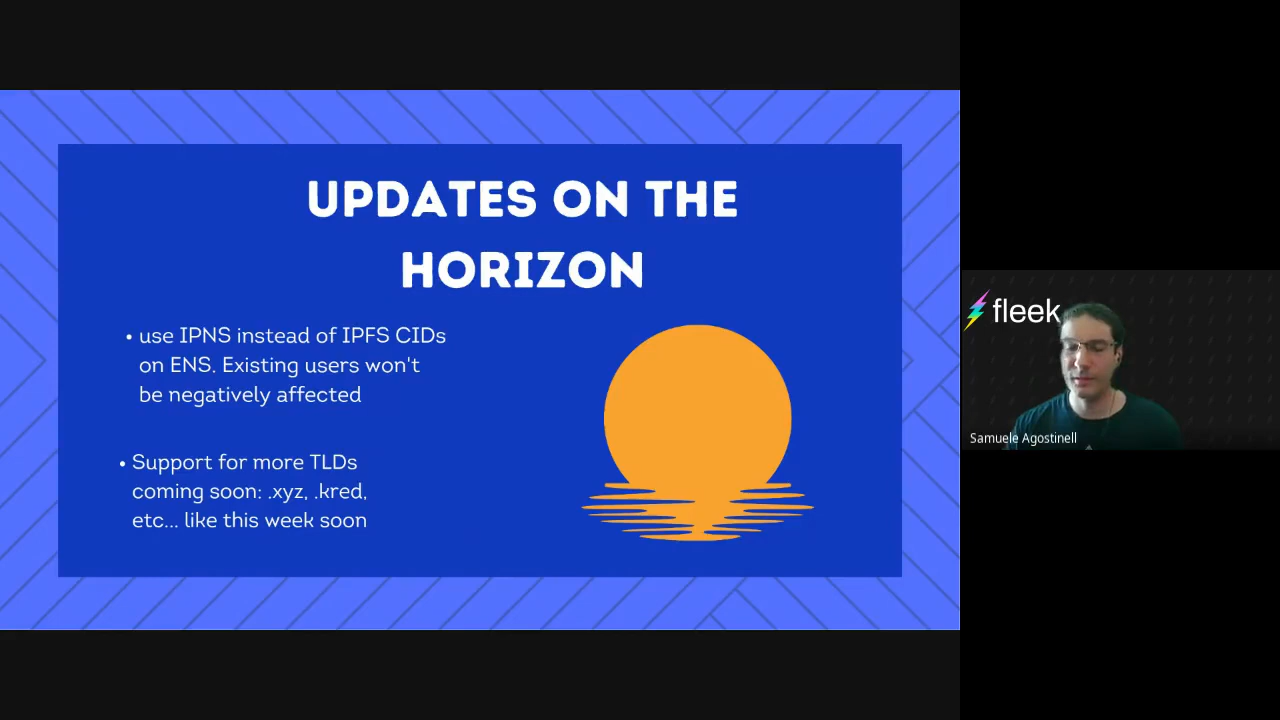 UPDATES ON THE
HORIZON
• use IPNS instead of IPFS CIDs
on ENS. Existing users won't
be negatively affected
• Support for more TLDs
coming soon: .xyz, .kred,
etc... like this week soon
fleek
Samuele Agostinell